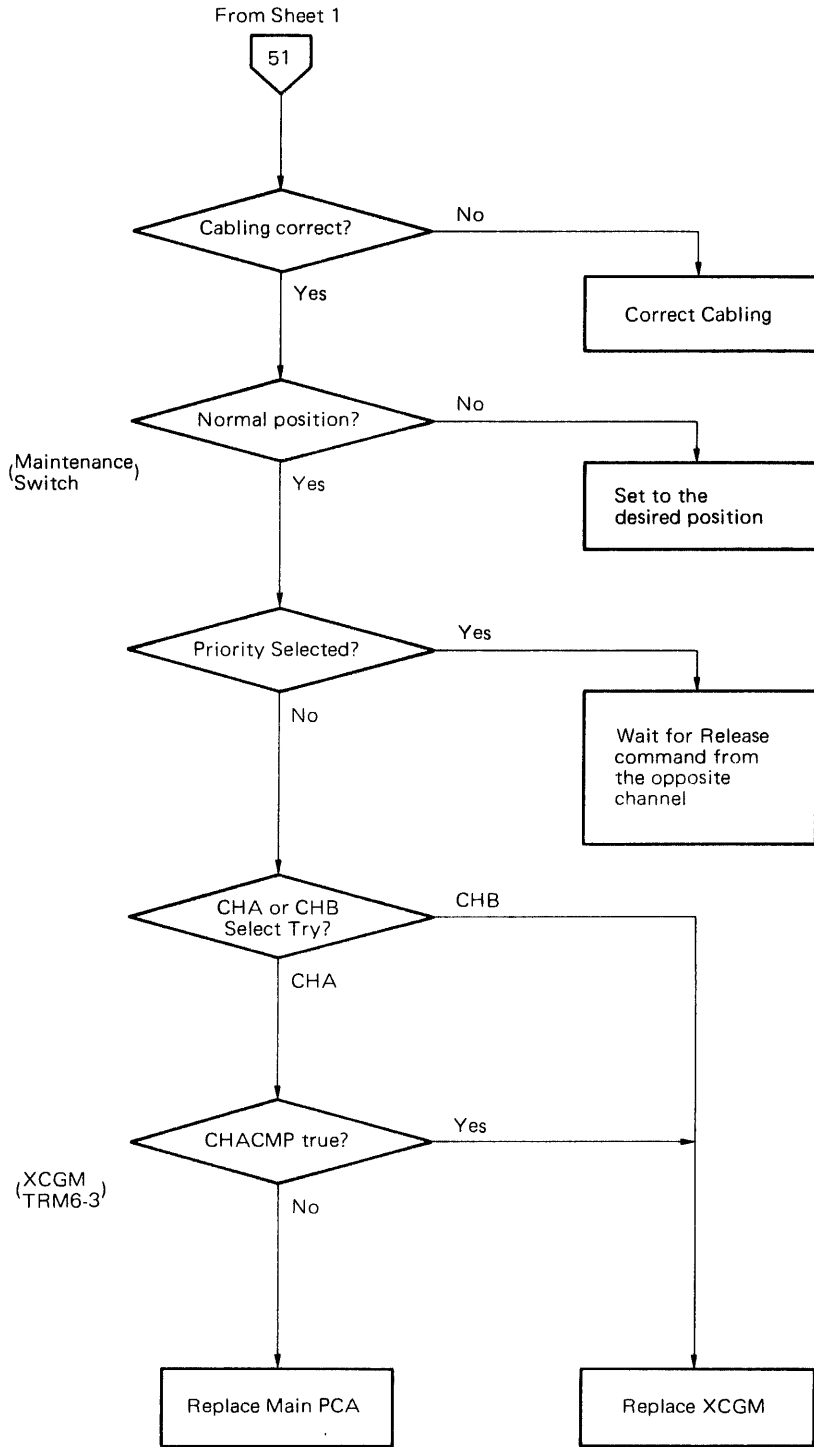 From Sheet 1
51
Cabling correct?
No
Yes
Correct Cabling
Normal position?
No
(Maintenance
Switch)
Yes
Set to the
desired position
Priority Selected?
Yes
No
Wait for Release
command from
the opposite
channel
CHA or CHB
Select Try?
CHB
CHA
CHACMP true?
Yes
(XCGM
TRM6-3)
No
Replace Main PCA
Replace XCGM